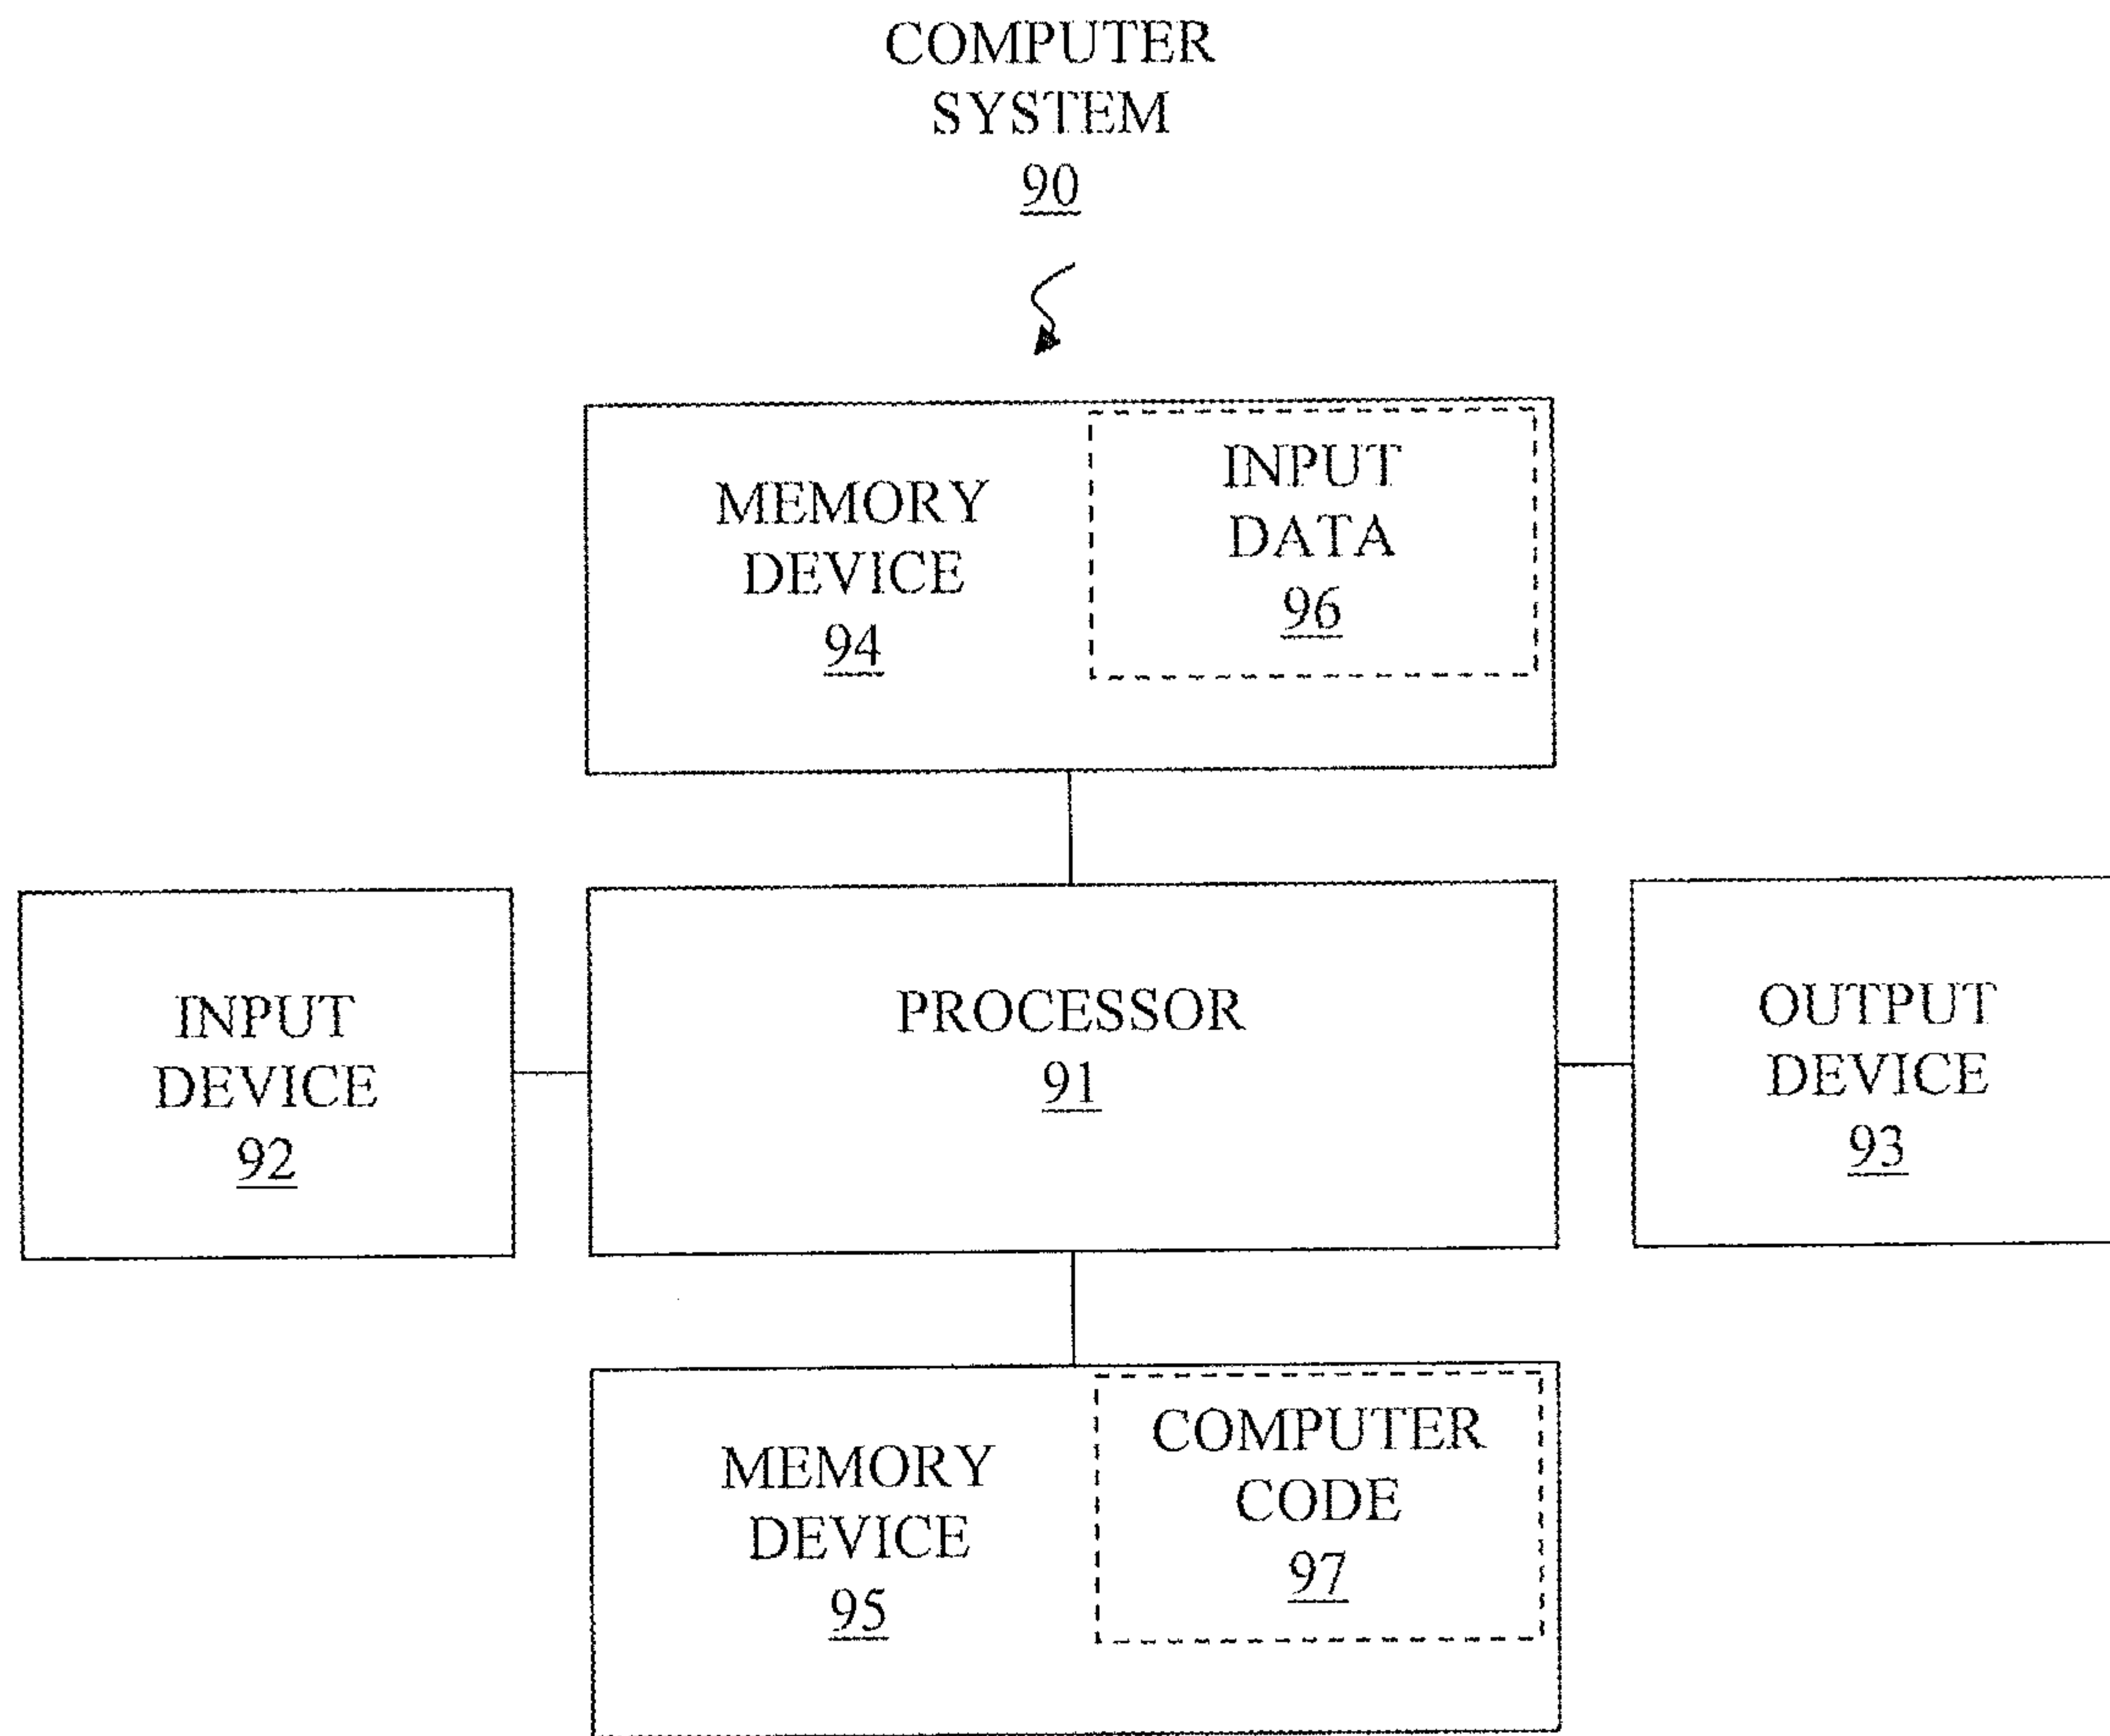 COMPUTER
SYSTEM
90
MEMORY
DEVICE
94
INPUT
DATA
96
INPUT
DEVICE
92
PROCESSOR
91
OUTPUT
DEVICE
93
MEMORY
DEVICE
95
COMPUTER
CODE
97